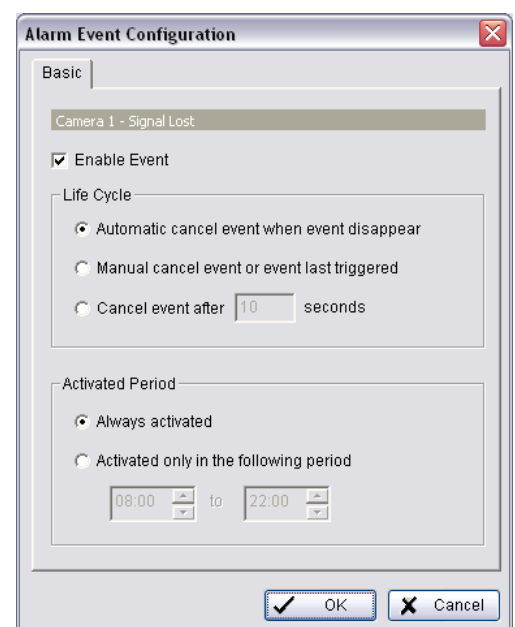 Alarm Event Configuration
Basic
Camera 1 - Signal Lost
Enable Event
Life Cycle
Automatic cancel event when event disappear
Manual cancel event or event last triggered
Cancel event after 10 seconds
Activated Period
Always activated
Activated only in the following period
08:00 to 22:00
OK Cancel